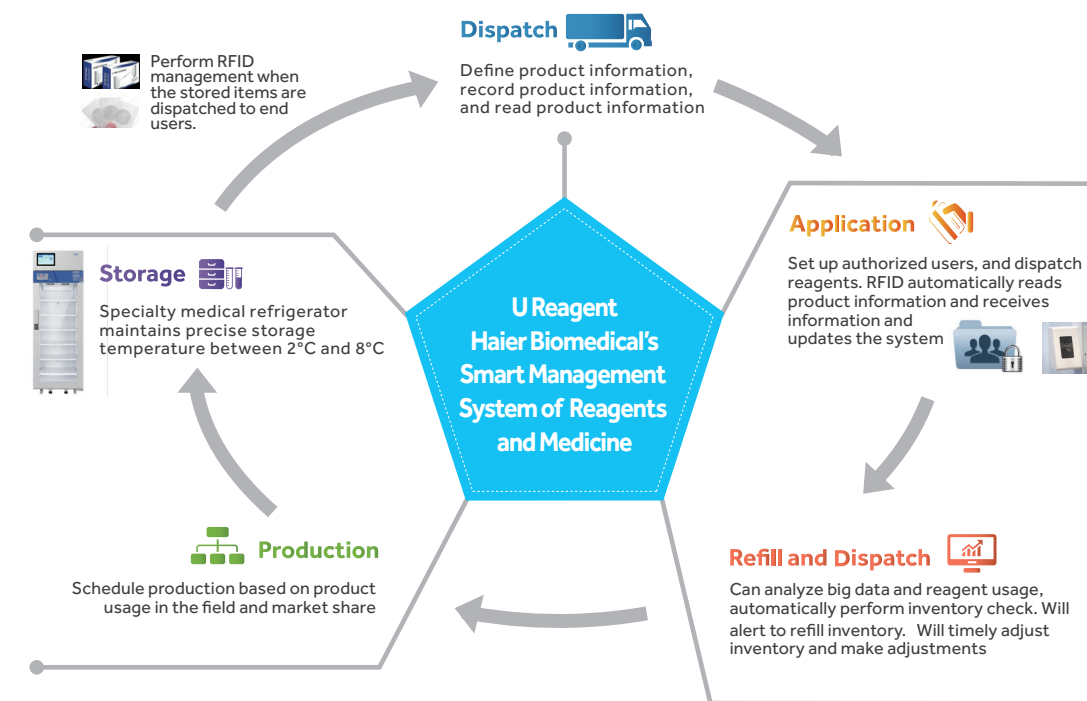 Dispatch
Define product information,
record product information,
and read product information
Perform RFID
management when
the stored items are
dispatched to end
users.
Application
Set up authorized users, and dispatch
reagents. RFID automatically reads
product information and receives
information and
updates the system
Storage
Specialty medical refrigerator
maintains precise storage
temperature between 2°C and 8°C
U Reagent
Haier Biomedical's
Smart Management
System of Reagents
and Medicine
Production
Schedule production based on product
usage in the field and market share
Refill and Dispatch
Can analyze big data and reagent usage,
automatically perform inventory check. Will
alert to refill inventory. Will timely adjust
inventory and make adjustments